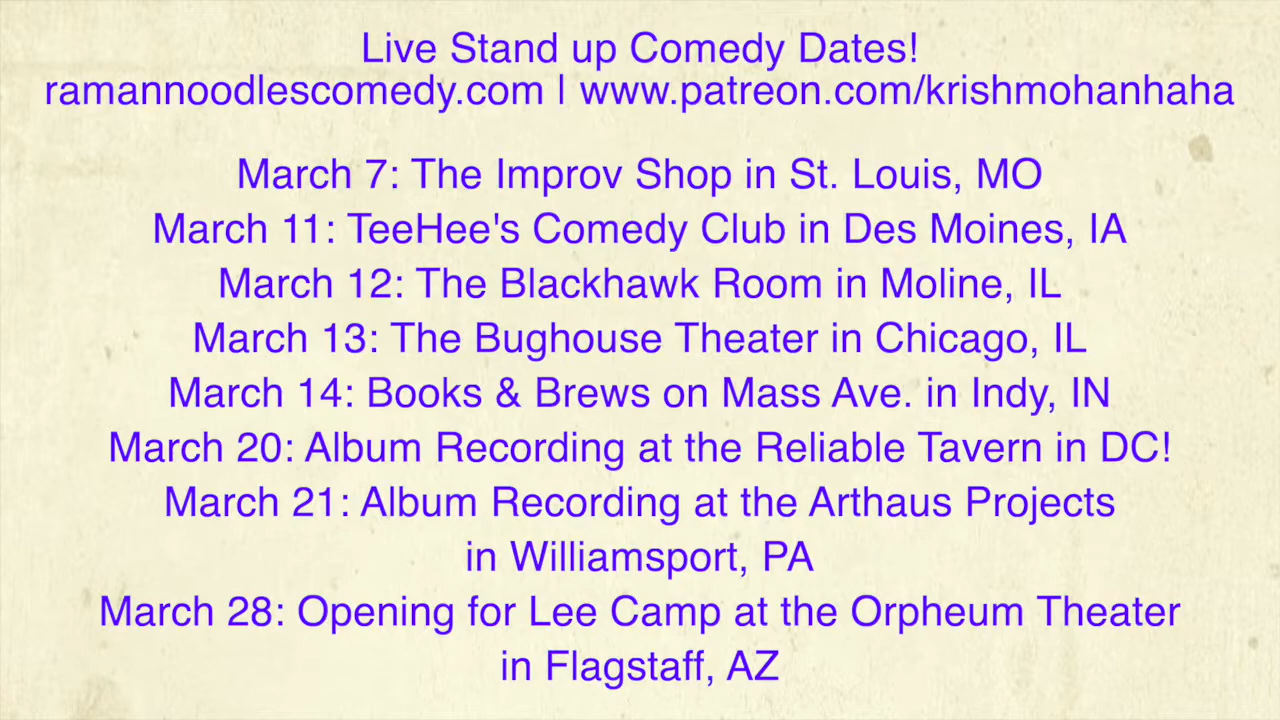 Live Stand up Comedy Dates!
ramannoodlescomedy.com | www.patreon.com/krishmohanhaha
March 7: The Improv Shop in St. Louis, MO
March 11: TeeHee's Comedy Club in Des Moines, IA
March 12: The Blackhawk Room in Moline, IL
March 13: The Bughouse Theater in Chicago, IL
March 14: Books & Brews on Mass Ave. in Indy, IN
March 20: Album Recording at the Reliable Tavern in DC!
March 21: Album Recording at the Arthaus Projects
in Williamsport, PA
March 28: Opening for Lee Camp at the Orpheum Theater
in Flagstaff, AZ